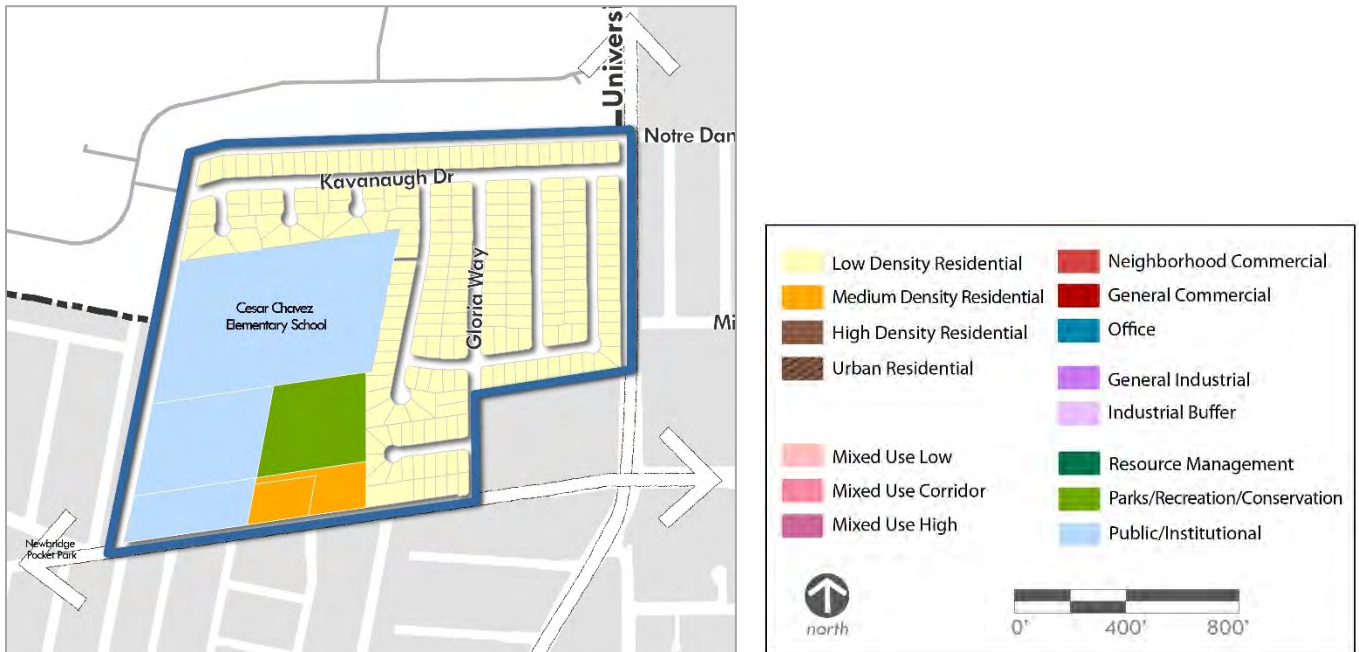 Universi
Notre Dan
Kavanaugh Dr
Gloria Way
Cesar Chavez
Elementary School
Mi
Newbridge
Pocket Park
Low Density Residential
Medium Density Residential
High Density Residential
Urban Residential
Mixed Use Low
Mixed Use Corridor
Mixed Use High
Neighborhood Commercial
General Commercial
Office
General Industrial
Industrial Buffer
Resource Management
Parks/Recreation/Conservation
Public/Institutional
north
0' 400' 800'